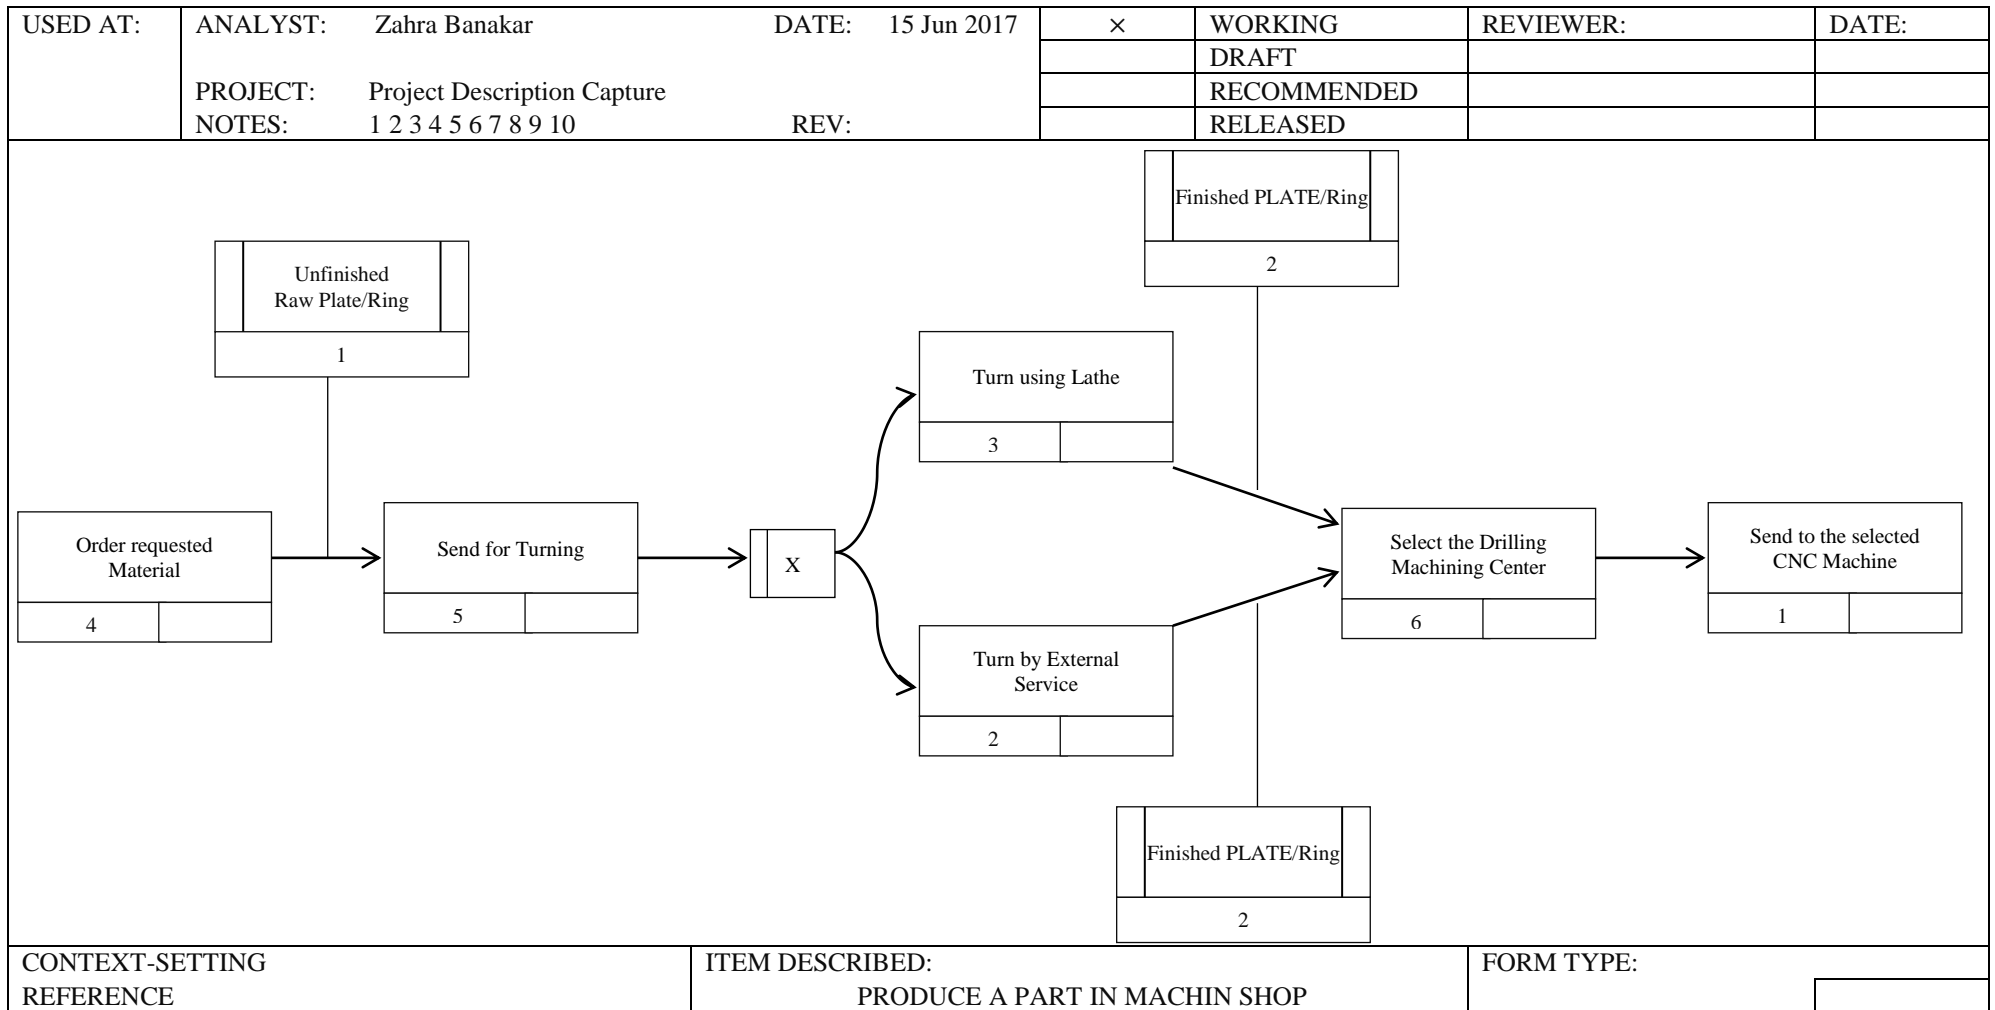 USED AT: ANALYST: Zahra Banakar DATE: 15 Jun 2017 × WORKING REVIEWER: DATE:
DRAFT
PROJECT: Project Description Capture RECOMMENDED
NOTES: 1 2 3 4 5 6 7 8 9 10 REV: RELEASED
Finished PLATE/Ring
2
Unfinished
Raw Plate/Ring
1
Turn using Lathe
3
Order requested
Material
4
Send for Turning
5
X
Select the Drilling
Machining Center
6
Send to the selected
CNC Machine
1
Turn by External
Service
2
Finished PLATE/Ring
2
CONTEXT-SETTING
REFERENCE
ITEM DESCRIBED:
PRODUCE A PART IN MACHIN SHOP
FORM TYPE: